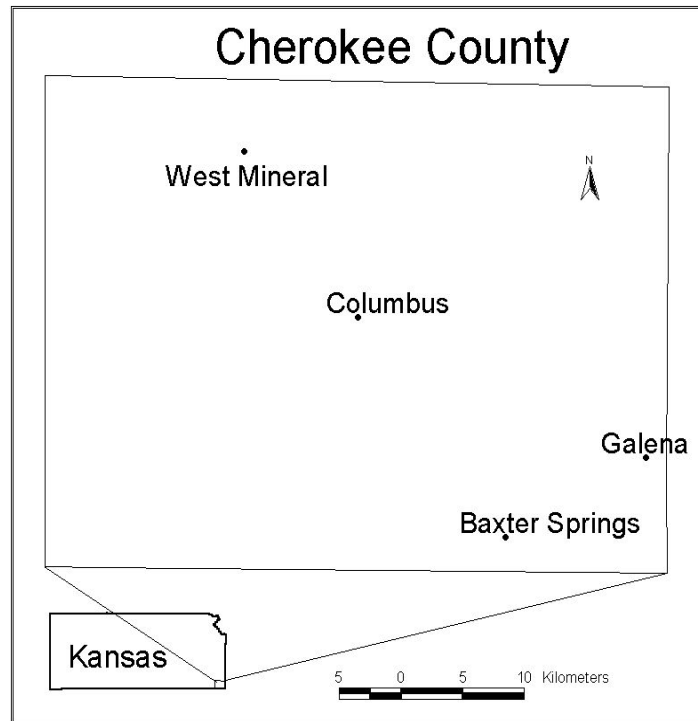 Cherokee County
N
West Mineral
Columbus
Galena
Baxter Springs
Kansas
5 0 5 10 Kilometers